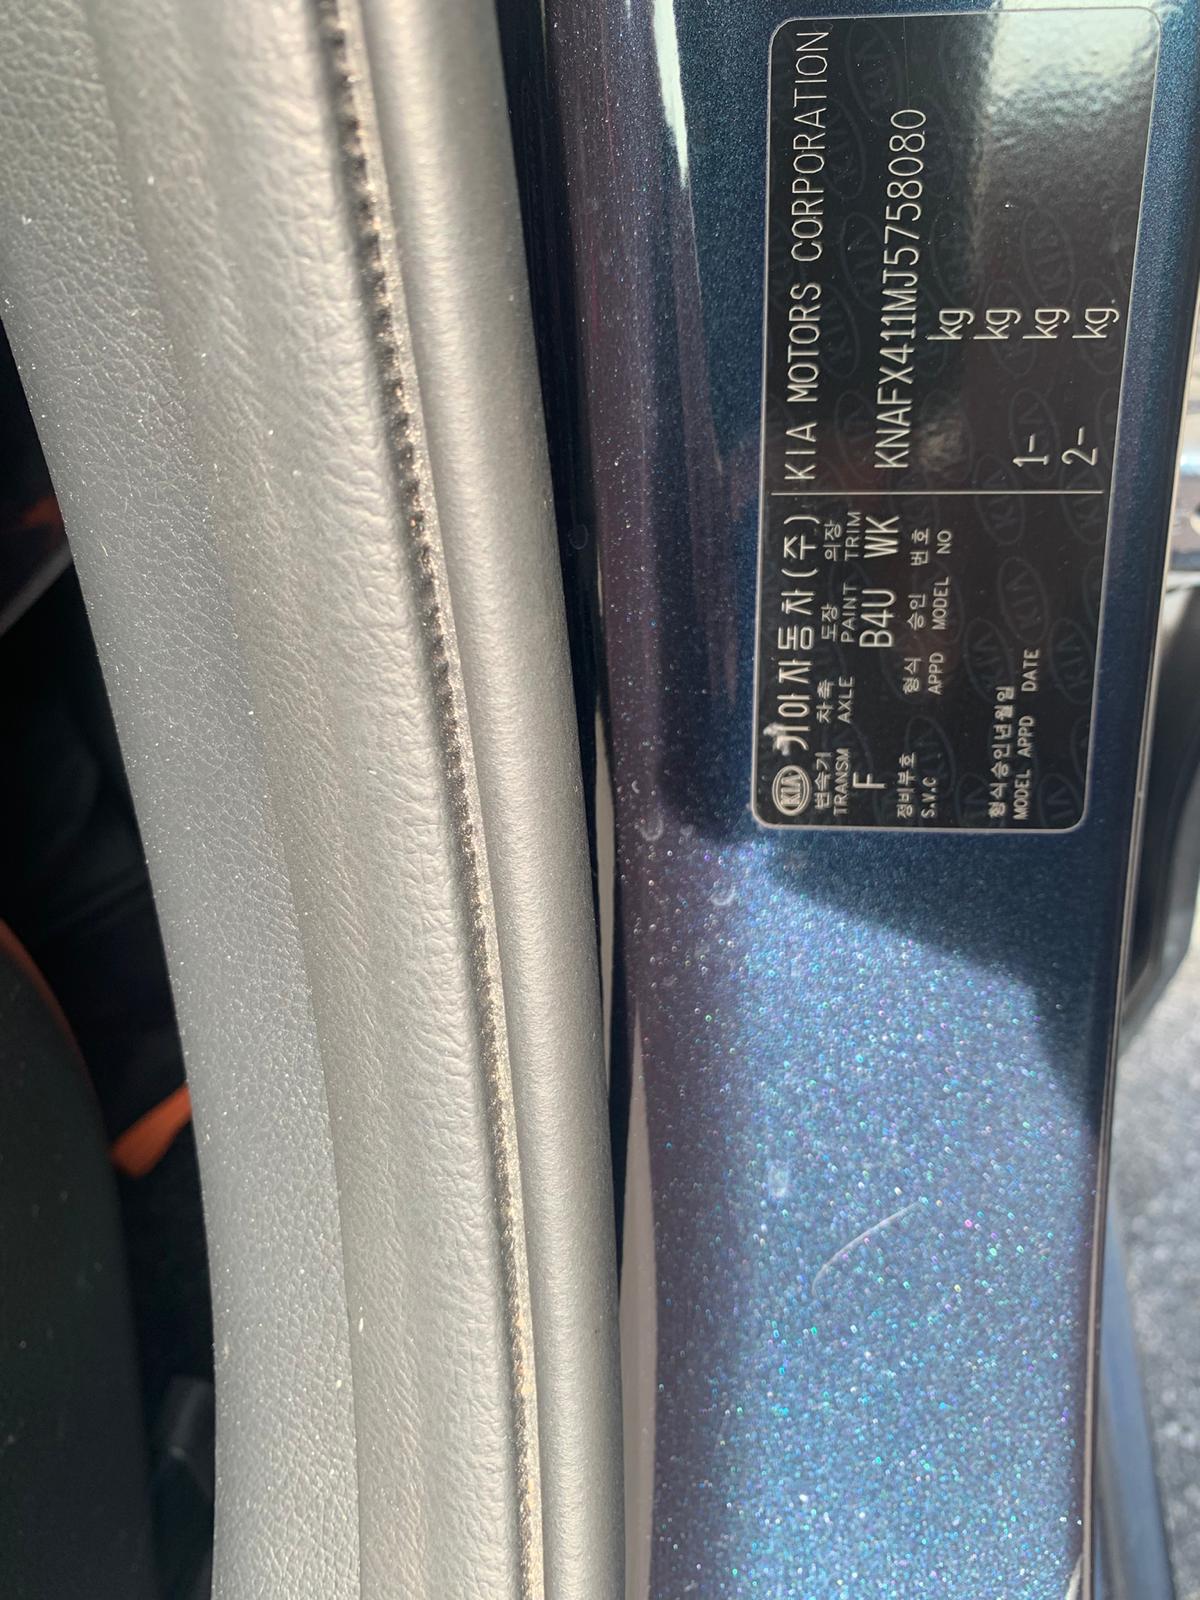 KIA 기아자동차(주) KIA MOTORS CORPORATION
변속기 차축 도장 의장
TRANSM AXLE PAINT TRIM
F B4U WK KNAFX411MJ5758080
정비부호 형식 승인 번호 kg
S.V.C APPD MODEL NO kg
형식승인년월일 1- kg
MODEL APPD DATE 2- kg.